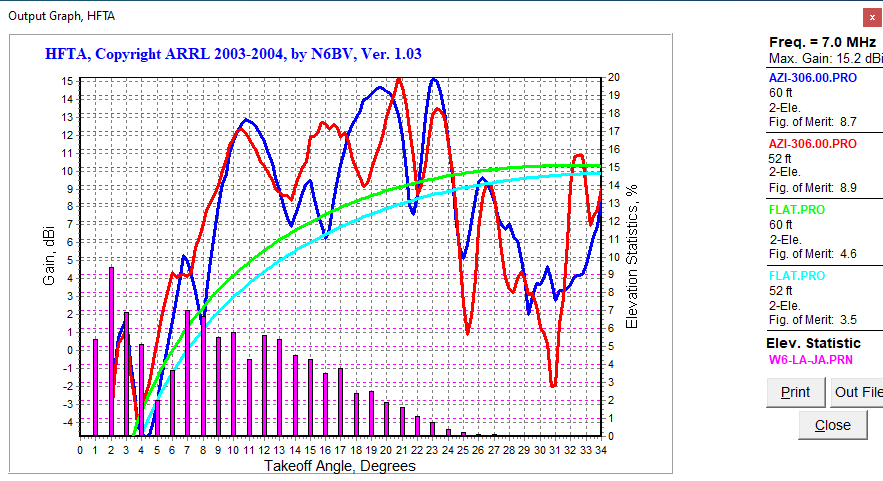 Output Graph, HFTA
x
HFTA, Copyright ARRL 2003-2004, by N6BV, Ver. 1.03
15
14
13
12
11
10
9
8
7
6
5
4
3
2
1
0
-1
-2
-3
-4
Gain, dBi
20
19
18
17
16
15
14
13
12
11
10
9
8
7
6
5
4
3
2
1
0
Elevation Statistics, %
0 1 2 3 4 5 6 7 8 9 10 11 12 13 14 15 16 17 18 19 20 21 22 23 24 25 26 27 28 29 30 31 32 33 34
Takeoff Angle, Degrees
Freq. = 7.0 MHz
Max. Gain: 15.2 dBi
AZI-306.00.PRO
60 ft
2-Ele.
Fig. of Merit: 8.7
AZI-306.00.PRO
52 ft
2-Ele.
Fig. of Merit: 8.9
FLAT.PRO
60 ft
2-Ele.
Fig. of Merit: 4.6
FLAT.PRO
52 ft
2-Ele.
Fig. of Merit: 3.5
Elev. Statistic
W6-LA-JA.PRN
Print
Out File
Close